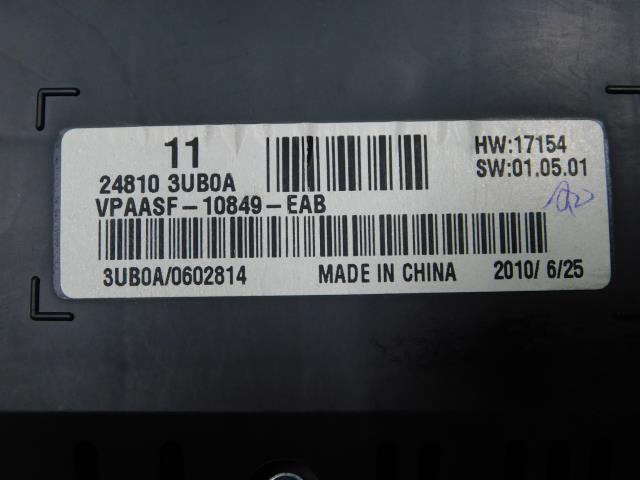 11
24810 3UB0A
HW:17154
SW:01.05.01
VPAASF-10849-EAB
3UB0A/0602814 MADE IN CHINA 2010/ 6/25